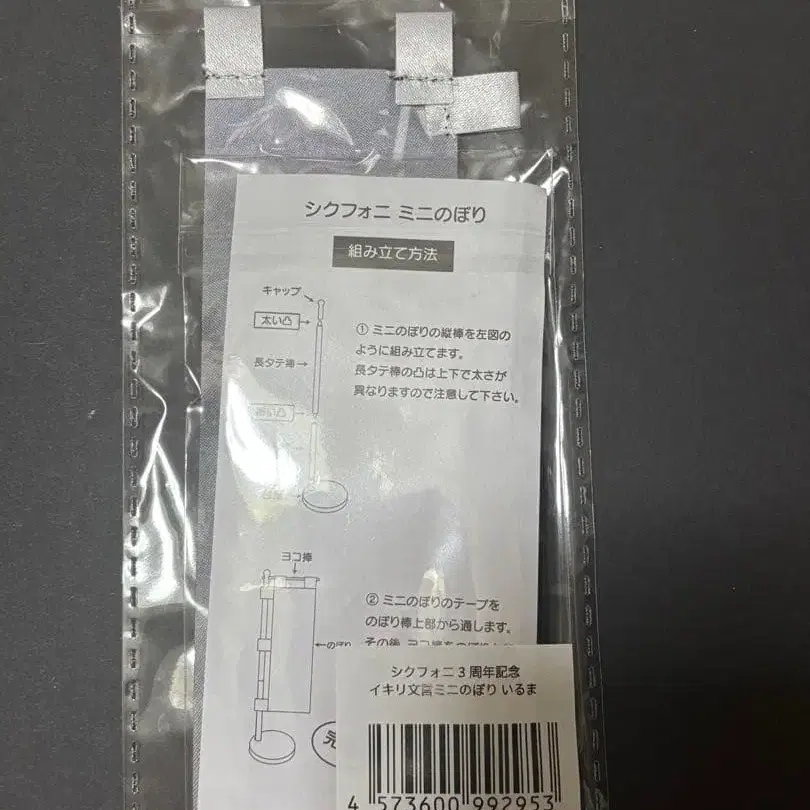 シクフォニ ミニのぼり
組み立て方法
キャップ
太い凸
長タテ棒
① ミニのぼりの縦棒を左図の
ように組み立てます。
長タテ棒の凸は上下で太さが
異なりますので注意して下さい。
ヨコ棒
② ミニのぼりのテープを
のぼり棒上部から通します。
のぼり
シクフォニ3周年記念
イキリ文言ミニのぼり いるま
4 573600 992953